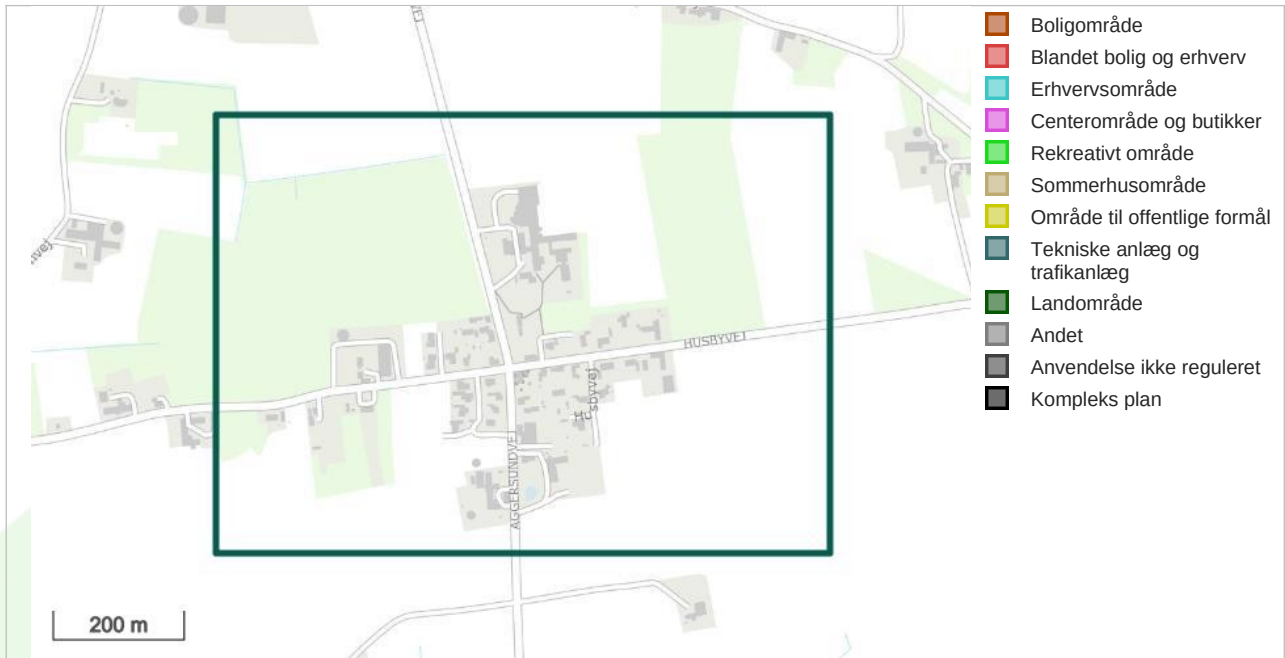 Boligområde
Blandet bolig og erhverv
Erhvervsområde
Centerområde og butikker
Rekreativt område
Sommerhusområde
Område til offentlige formål
Tekniske anlæg og
trafikanlæg
Landområde
Andet
Anvendelse ikke reguleret
Kompleks plan
HUSBYVEJ
Husbyvej
AGGERSUNDVEJ
200 m